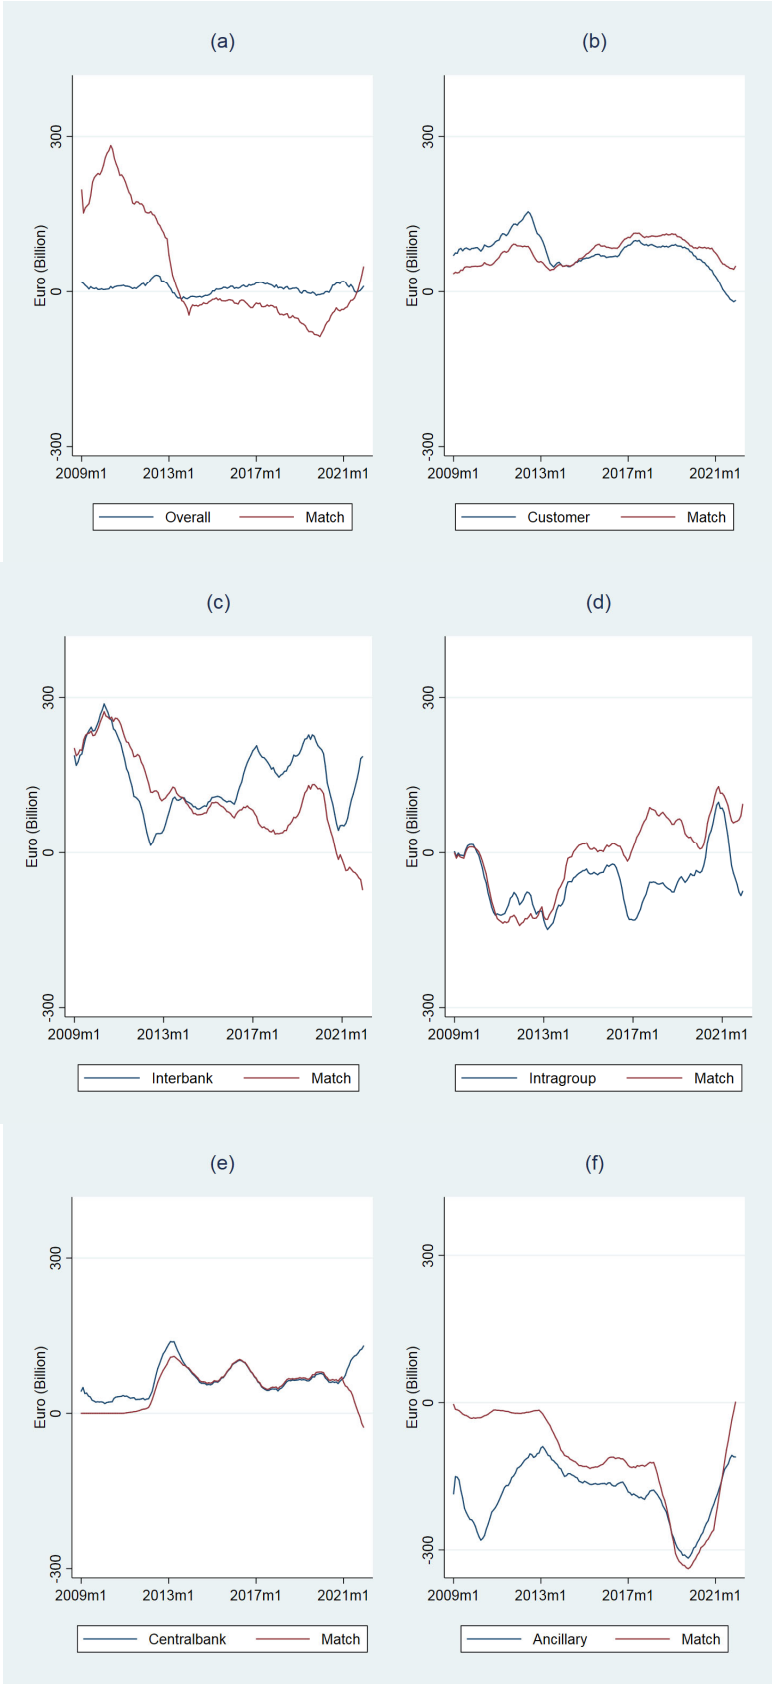 (a)
Euro (Billion)
300
0
-300
2009m1 2013m1 2017m1 2021m1
Overall Match
(b)
Euro (Billion)
300
0
-300
2009m1 2013m1 2017m1 2021m1
Customer Match
(c)
Euro (Billion)
300
0
-300
2009m1 2013m1 2017m1 2021m1
Interbank Match
(d)
Euro (Billion)
300
0
-300
2009m1 2013m1 2017m1 2021m1
Intragroup Match
(e)
Euro (Billion)
300
0
-300
2009m1 2013m1 2017m1 2021m1
Centralbank Match
(f)
Euro (Billion)
300
0
-300
2009m1 2013m1 2017m1 2021m1
Ancillary Match